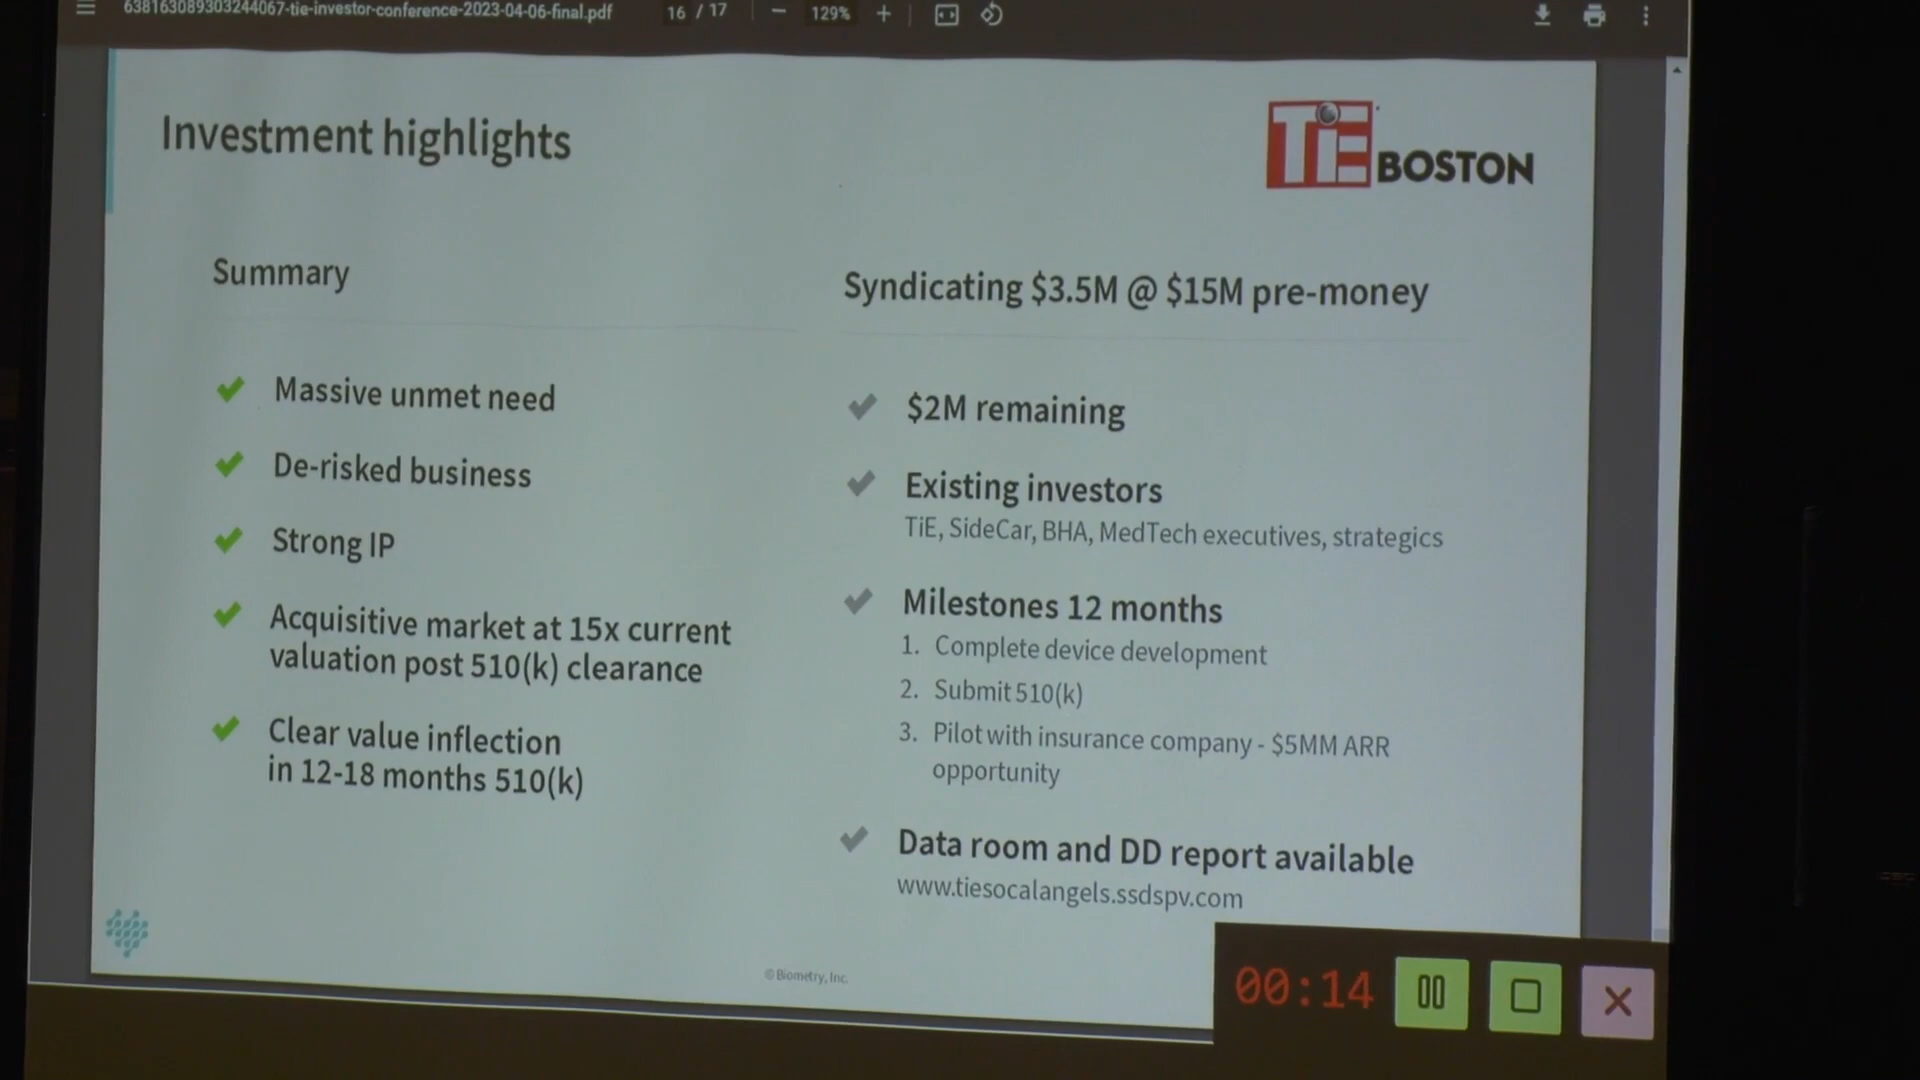 638163089303244067-tie-investor-conference-2023-04-06-final.pdf
16 / 17
129%
Investment highlights
TiE BOSTON
Summary
Massive unmet need
De-risked business
Strong IP
Acquisitive market at 15x current
valuation post 510(k) clearance
Clear value inflection
in 12-18 months 510(k)
Syndicating $3.5M @ $15M pre-money
$2M remaining
Existing investors
TiE, SideCar, BHA, MedTech executives, strategics
Milestones 12 months
1. Complete device development
2. Submit 510(k)
3. Pilot with insurance company - $5MM ARR
opportunity
Data room and DD report available
www.tiesocalangels.ssdspv.com
© Biometry, Inc.
00:14